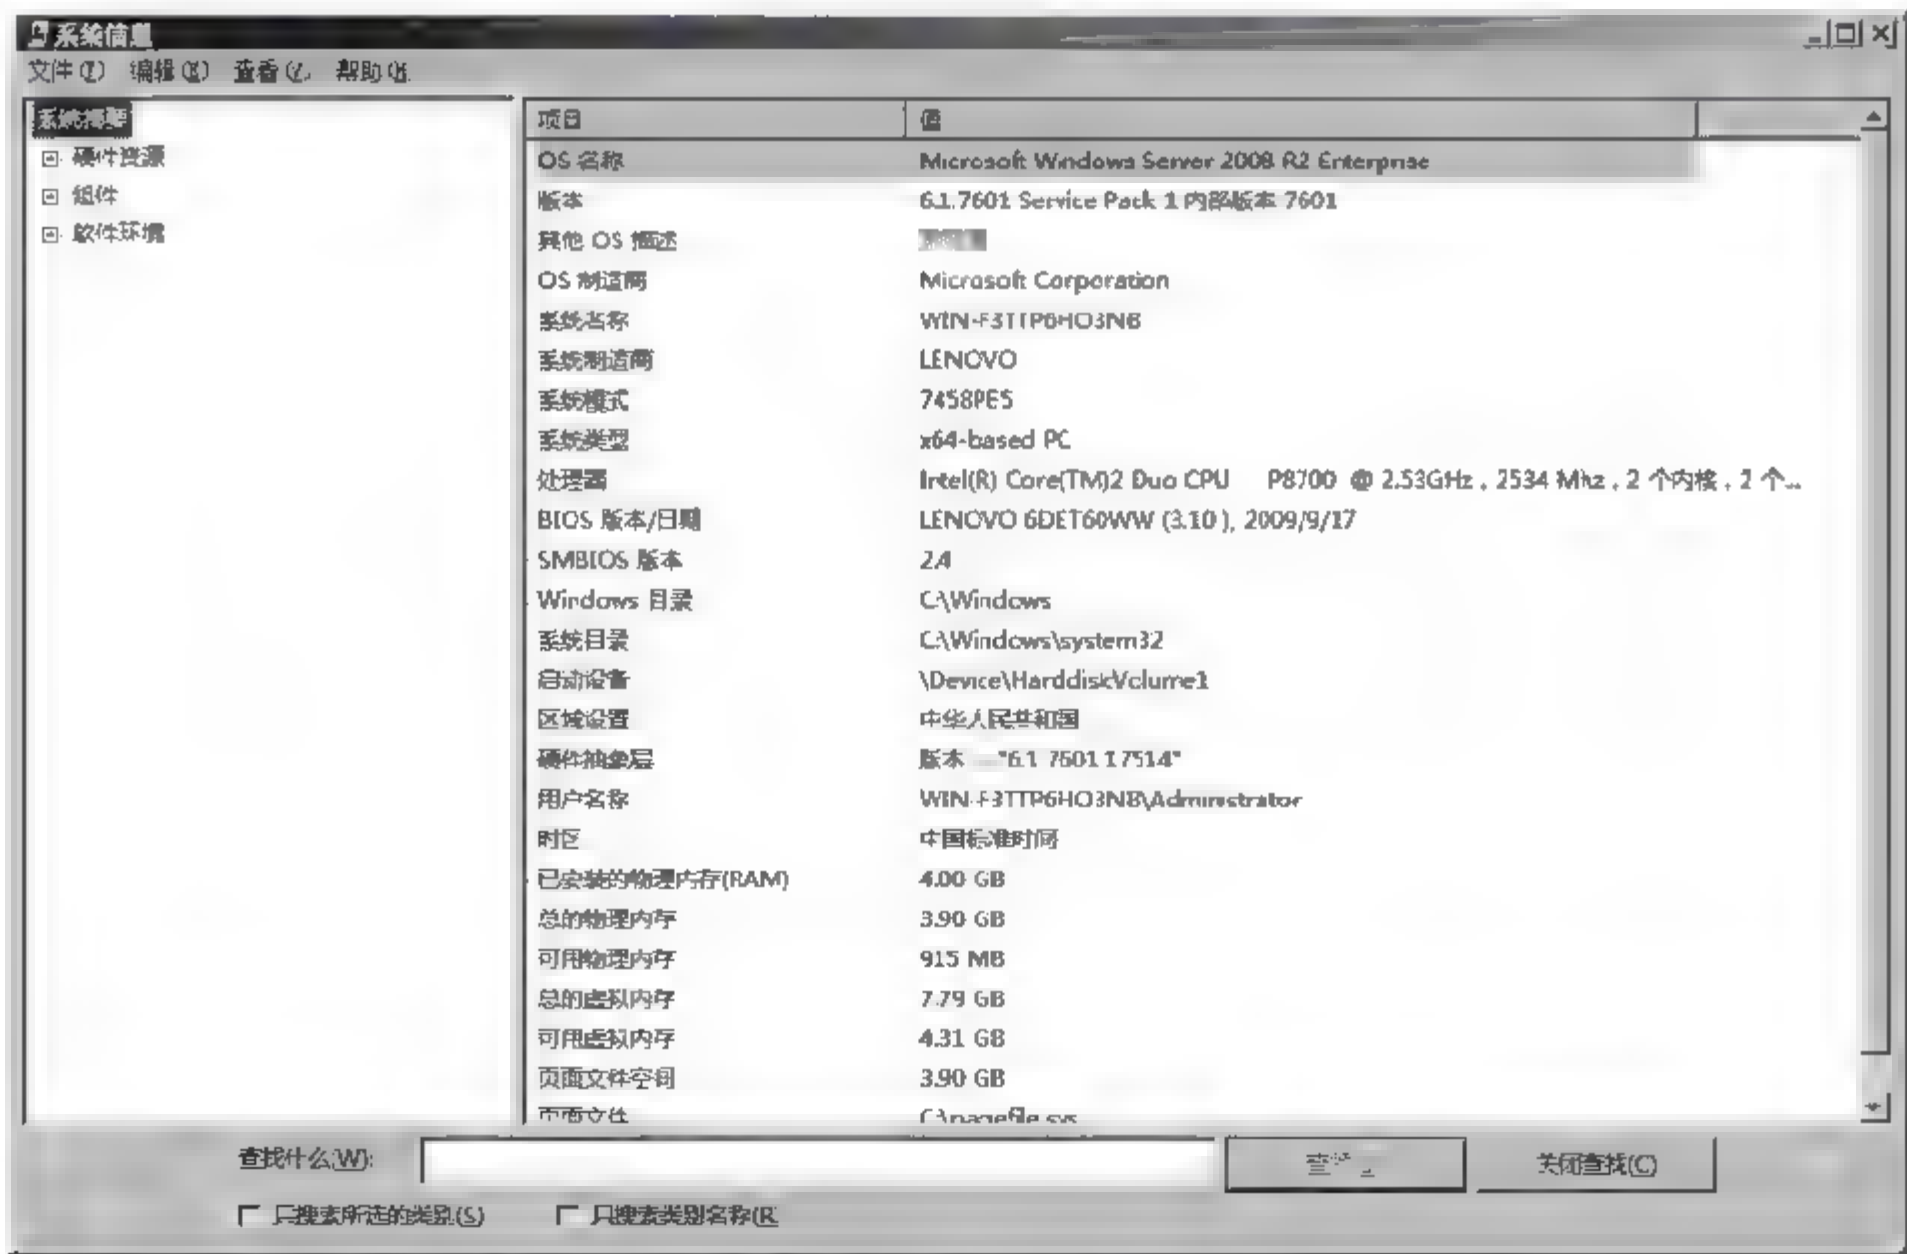 系统信息
文件(F) 编辑(E) 查看(V) 帮助(H)
系统摘要
硬件资源
组件
软件环境
项目 值
OS 名称 Microsoft Windows Server 2008 R2 Enterprise
版本 6.1.7601 Service Pack 1 内部版本 7601
其他 OS 描述
OS 制造商 Microsoft Corporation
系统名称 WIN-F3TTP6HO3NB
系统制造商 LENOVO
系统模式 7458PE5
系统类型 x64-based PC
处理器 Intel(R) Core(TM)2 Duo CPU P8700 @ 2.53GHz，2534 Mhz，2 个内核，2 个...
BIOS 版本/日期 LENOVO 6DET60WW (3.10 ), 2009/9/17
SMBIOS 版本 2.4
Windows 目录 C:\Windows
系统目录 C:\Windows\system32
启动设备 \Device\HarddiskVolume1
区域设置 中华人民共和国
硬件抽象层 版本 = "6.1.7601.17514"
用户名称 WIN-F3TTP6HO3NB\Administrator
时区 中国标准时间
已安装的物理内存(RAM) 4.00 GB
总的物理内存 3.90 GB
可用物理内存 915 MB
总的虚拟内存 7.79 GB
可用虚拟内存 4.31 GB
页面文件空间 3.90 GB
页面文件 C:\pagefile.sys
查找什么(W):
关闭查找(C)
只搜索所选的类别(S) 只搜索类别名称(R